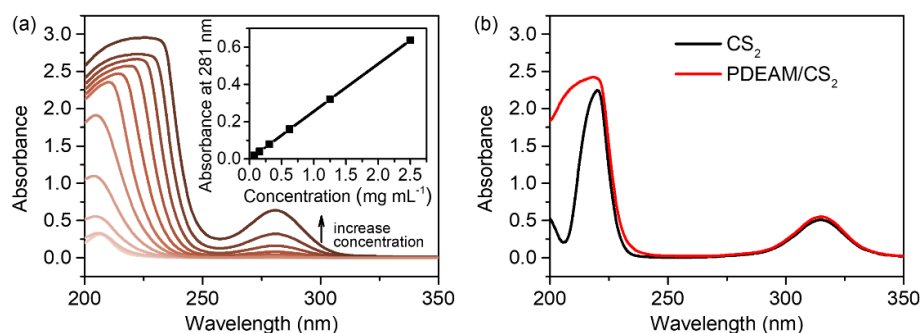 (a)
3.0
2.5
2.0
1.5
1.0
0.5
0.0
Absorbance
200 250 300 350
Wavelength (nm)
0.6
0.4
0.2
0.0
Absorbance at 281 nm
0.0 0.5 1.0 1.5 2.0 2.5
Concentration (mg mL⁻¹)
increase
concentration
(b)
3.0
2.5
2.0
1.5
1.0
0.5
0.0
Absorbance
200 250 300 350
Wavelength (nm)
CS₂
PDEAM/CS₂